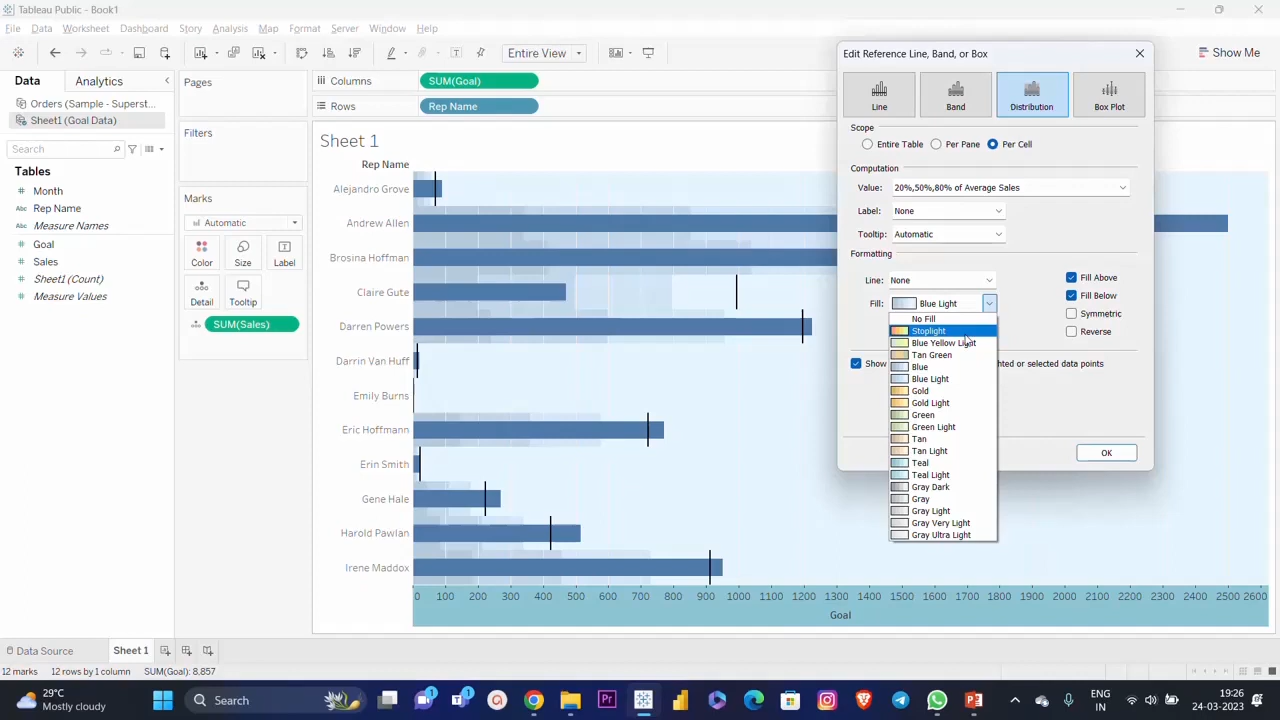 Tableau Public - Book1
File Data Worksheet Dashboard Story Analysis Map Format Server Window Help
Entire View
Show Me
Data Analytics
Orders (Sample - Superst...
Sheet1 (Goal Data)
Search
Tables
Month
Abc Rep Name
Abc Measure Names
# Goal
# Sales
# Sheet1 (Count)
# Measure Values
Pages
Filters
Marks
Automatic
Color Size Label
Detail Tooltip
SUM(Sales)
Columns SUM(Goal)
Rows Rep Name
Sheet 1
Rep Name
Alejandro Grove
Andrew Allen
Brosina Hoffman
Claire Gute
Darren Powers
Darrin Van Huff
Emily Burns
Eric Hoffmann
Erin Smith
Gene Hale
Harold Pawlan
Irene Maddox
0 100 200 300 400 500 600 700 800 900 1000 1100 1200 1300 1400 1500 1600 1700 1800 1900 2000 2100 2200 2300 2400 2500 2600
Goal
Edit Reference Line, Band, or Box
Line Band Distribution Box Plot
Scope
Entire Table Per Pane Per Cell
Computation
Value: 20%,50%,80% of Average Sales
Label: None
Tooltip: Automatic
Formatting
Line: None
Fill: Blue Light
Fill Above
Fill Below
Symmetric
Reverse
No Fill
Stoplight
Blue Yellow Light
Tan Green
Blue
Blue Light
Gold
Gold Light
Green
Green Light
Tan
Tan Light
Teal
Teal Light
Gray Dark
Gray
Gray Light
Gray Very Light
Gray Ultra Light
Show hted or selected data points
OK
Data Source Sheet 1
12 marks 12 rows by 1 column SUM(Goal): 8,857
29°C
Mostly cloudy
Search
1
1
ENG
IN
19:26
24-03-2023